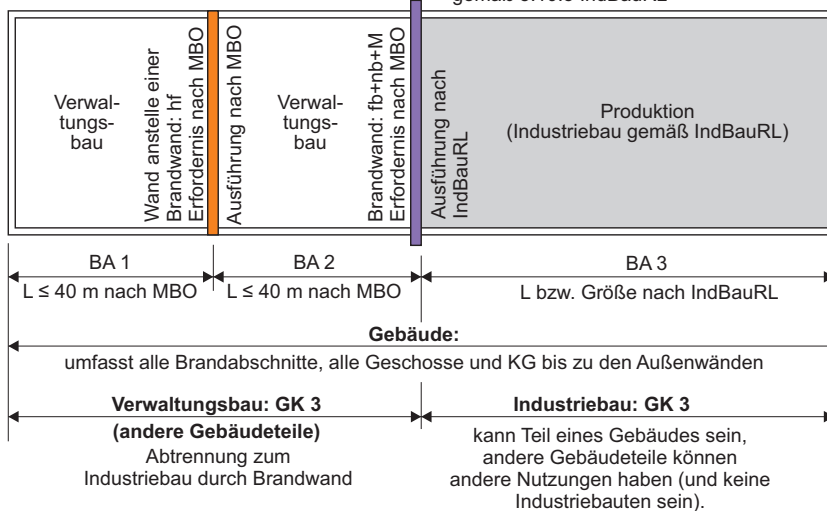 gemäß 5.10.3 IndBauRL
Verwal-
tungs-
bau
Wand anstelle einer
Brandwand: hf
Erfordernis nach MBO
Ausführung nach MBO
Verwal-
tungs-
bau
Brandwand: fb+nb+M
Erfordernis nach MBO
Ausführung nach
IndBauRL
Produktion
(Industriebau gemäß IndBauRL)
BA 1
L ≤ 40 m nach MBO
BA 2
L ≤ 40 m nach MBO
BA 3
L bzw. Größe nach IndBauRL
Gebäude:
umfasst alle Brandabschnitte, alle Geschosse und KG bis zu den Außenwänden
Verwaltungsbau: GK 3
(andere Gebäudeteile)
Abtrennung zum
Industriebau durch Brandwand
Industriebau: GK 3
kann Teil eines Gebäudes sein,
andere Gebäudeteile können
andere Nutzungen haben (und keine
Industriebauten sein).